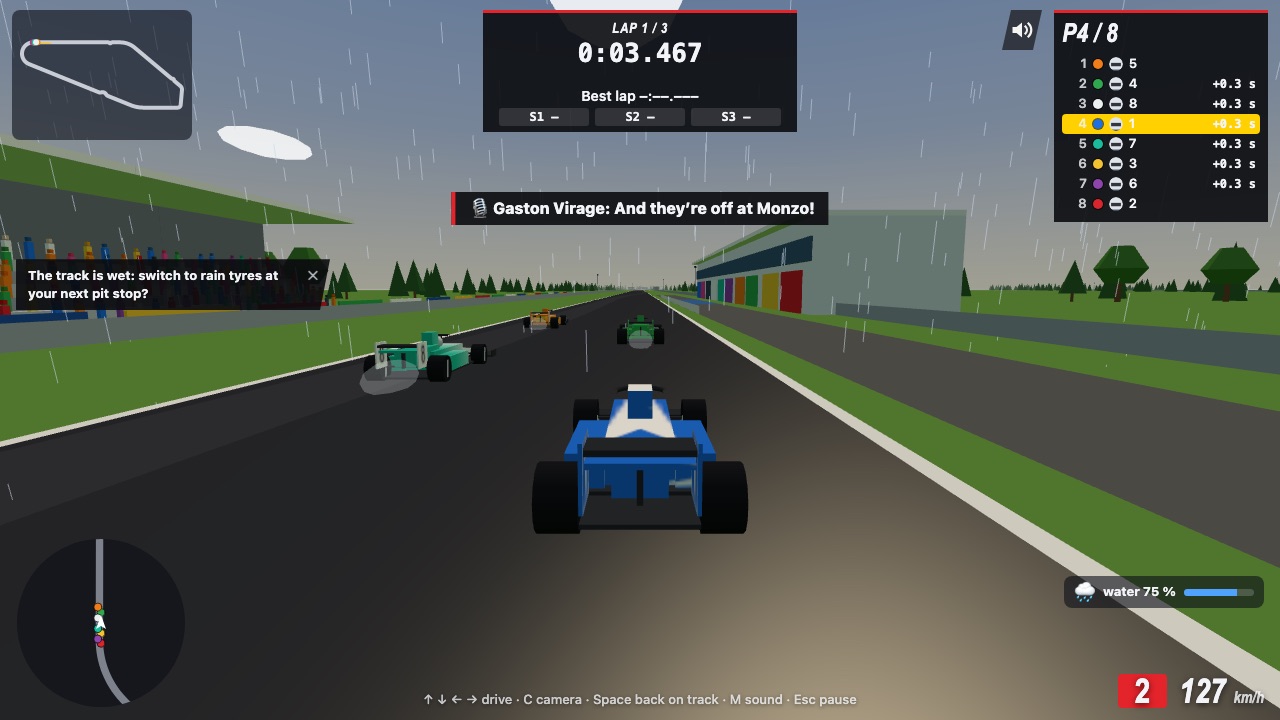 LAP 1 / 3
0:03.467
Best lap –:––.–––
S1 – S2 – S3 –
P4 / 8
1 5
2 4 +0.3 s
3 8 +0.3 s
4 1 +0.3 s
5 7 +0.3 s
6 3 +0.3 s
7 6 +0.3 s
8 2
Gaston Virage: And they’re off at Monzo!
The track is wet: switch to rain tyres at
your next pit stop?
water 75 %
↑ ↓ ← → drive · C camera · Space back on track · M sound · Esc pause
2 127 km/h